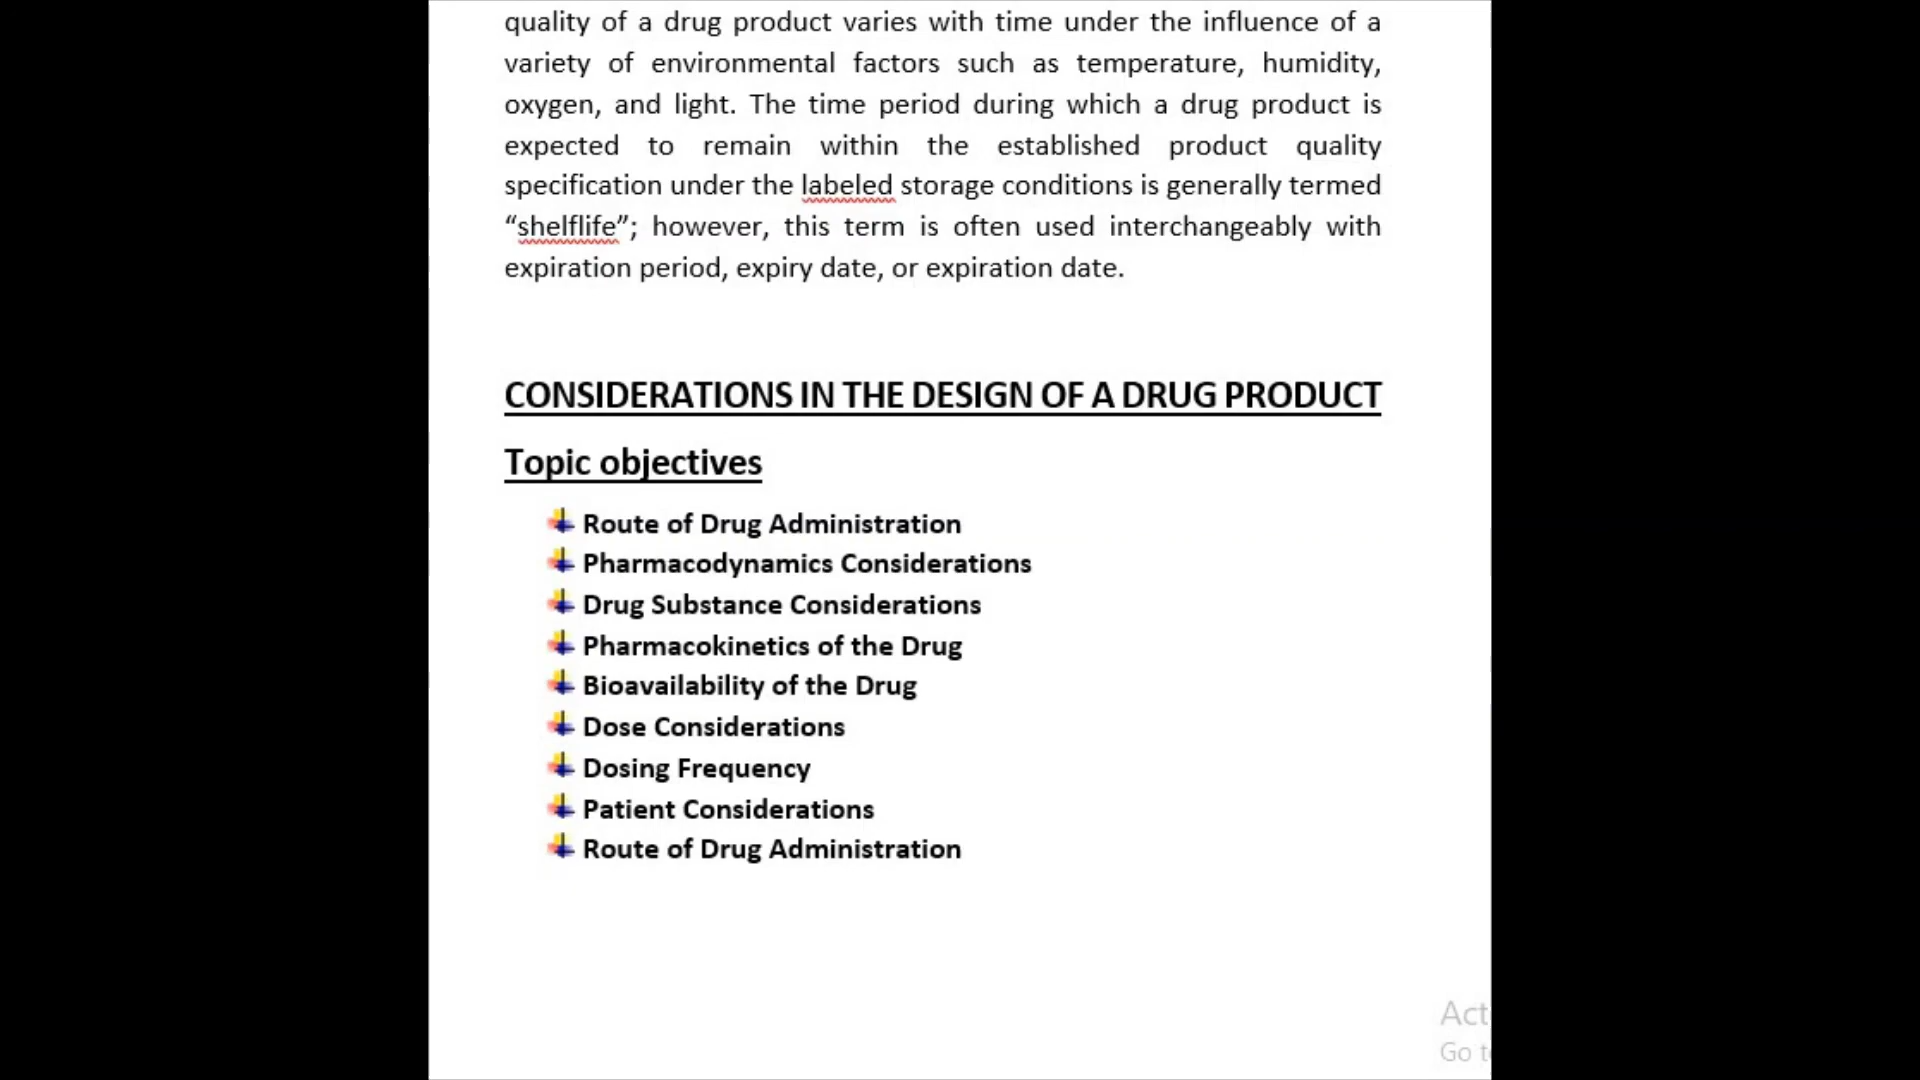 quality of a drug product varies with time under the influence of a
variety of environmental factors such as temperature, humidity,
oxygen, and light. The time period during which a drug product is
expected to remain within the established product quality
specification under the labeled storage conditions is generally termed
“shelflife”; however, this term is often used interchangeably with
expiration period, expiry date, or expiration date.
CONSIDERATIONS IN THE DESIGN OF A DRUG PRODUCT
Topic objectives
Route of Drug Administration
Pharmacodynamics Considerations
Drug Substance Considerations
Pharmacokinetics of the Drug
Bioavailability of the Drug
Dose Considerations
Dosing Frequency
Patient Considerations
Route of Drug Administration
Act
Go t